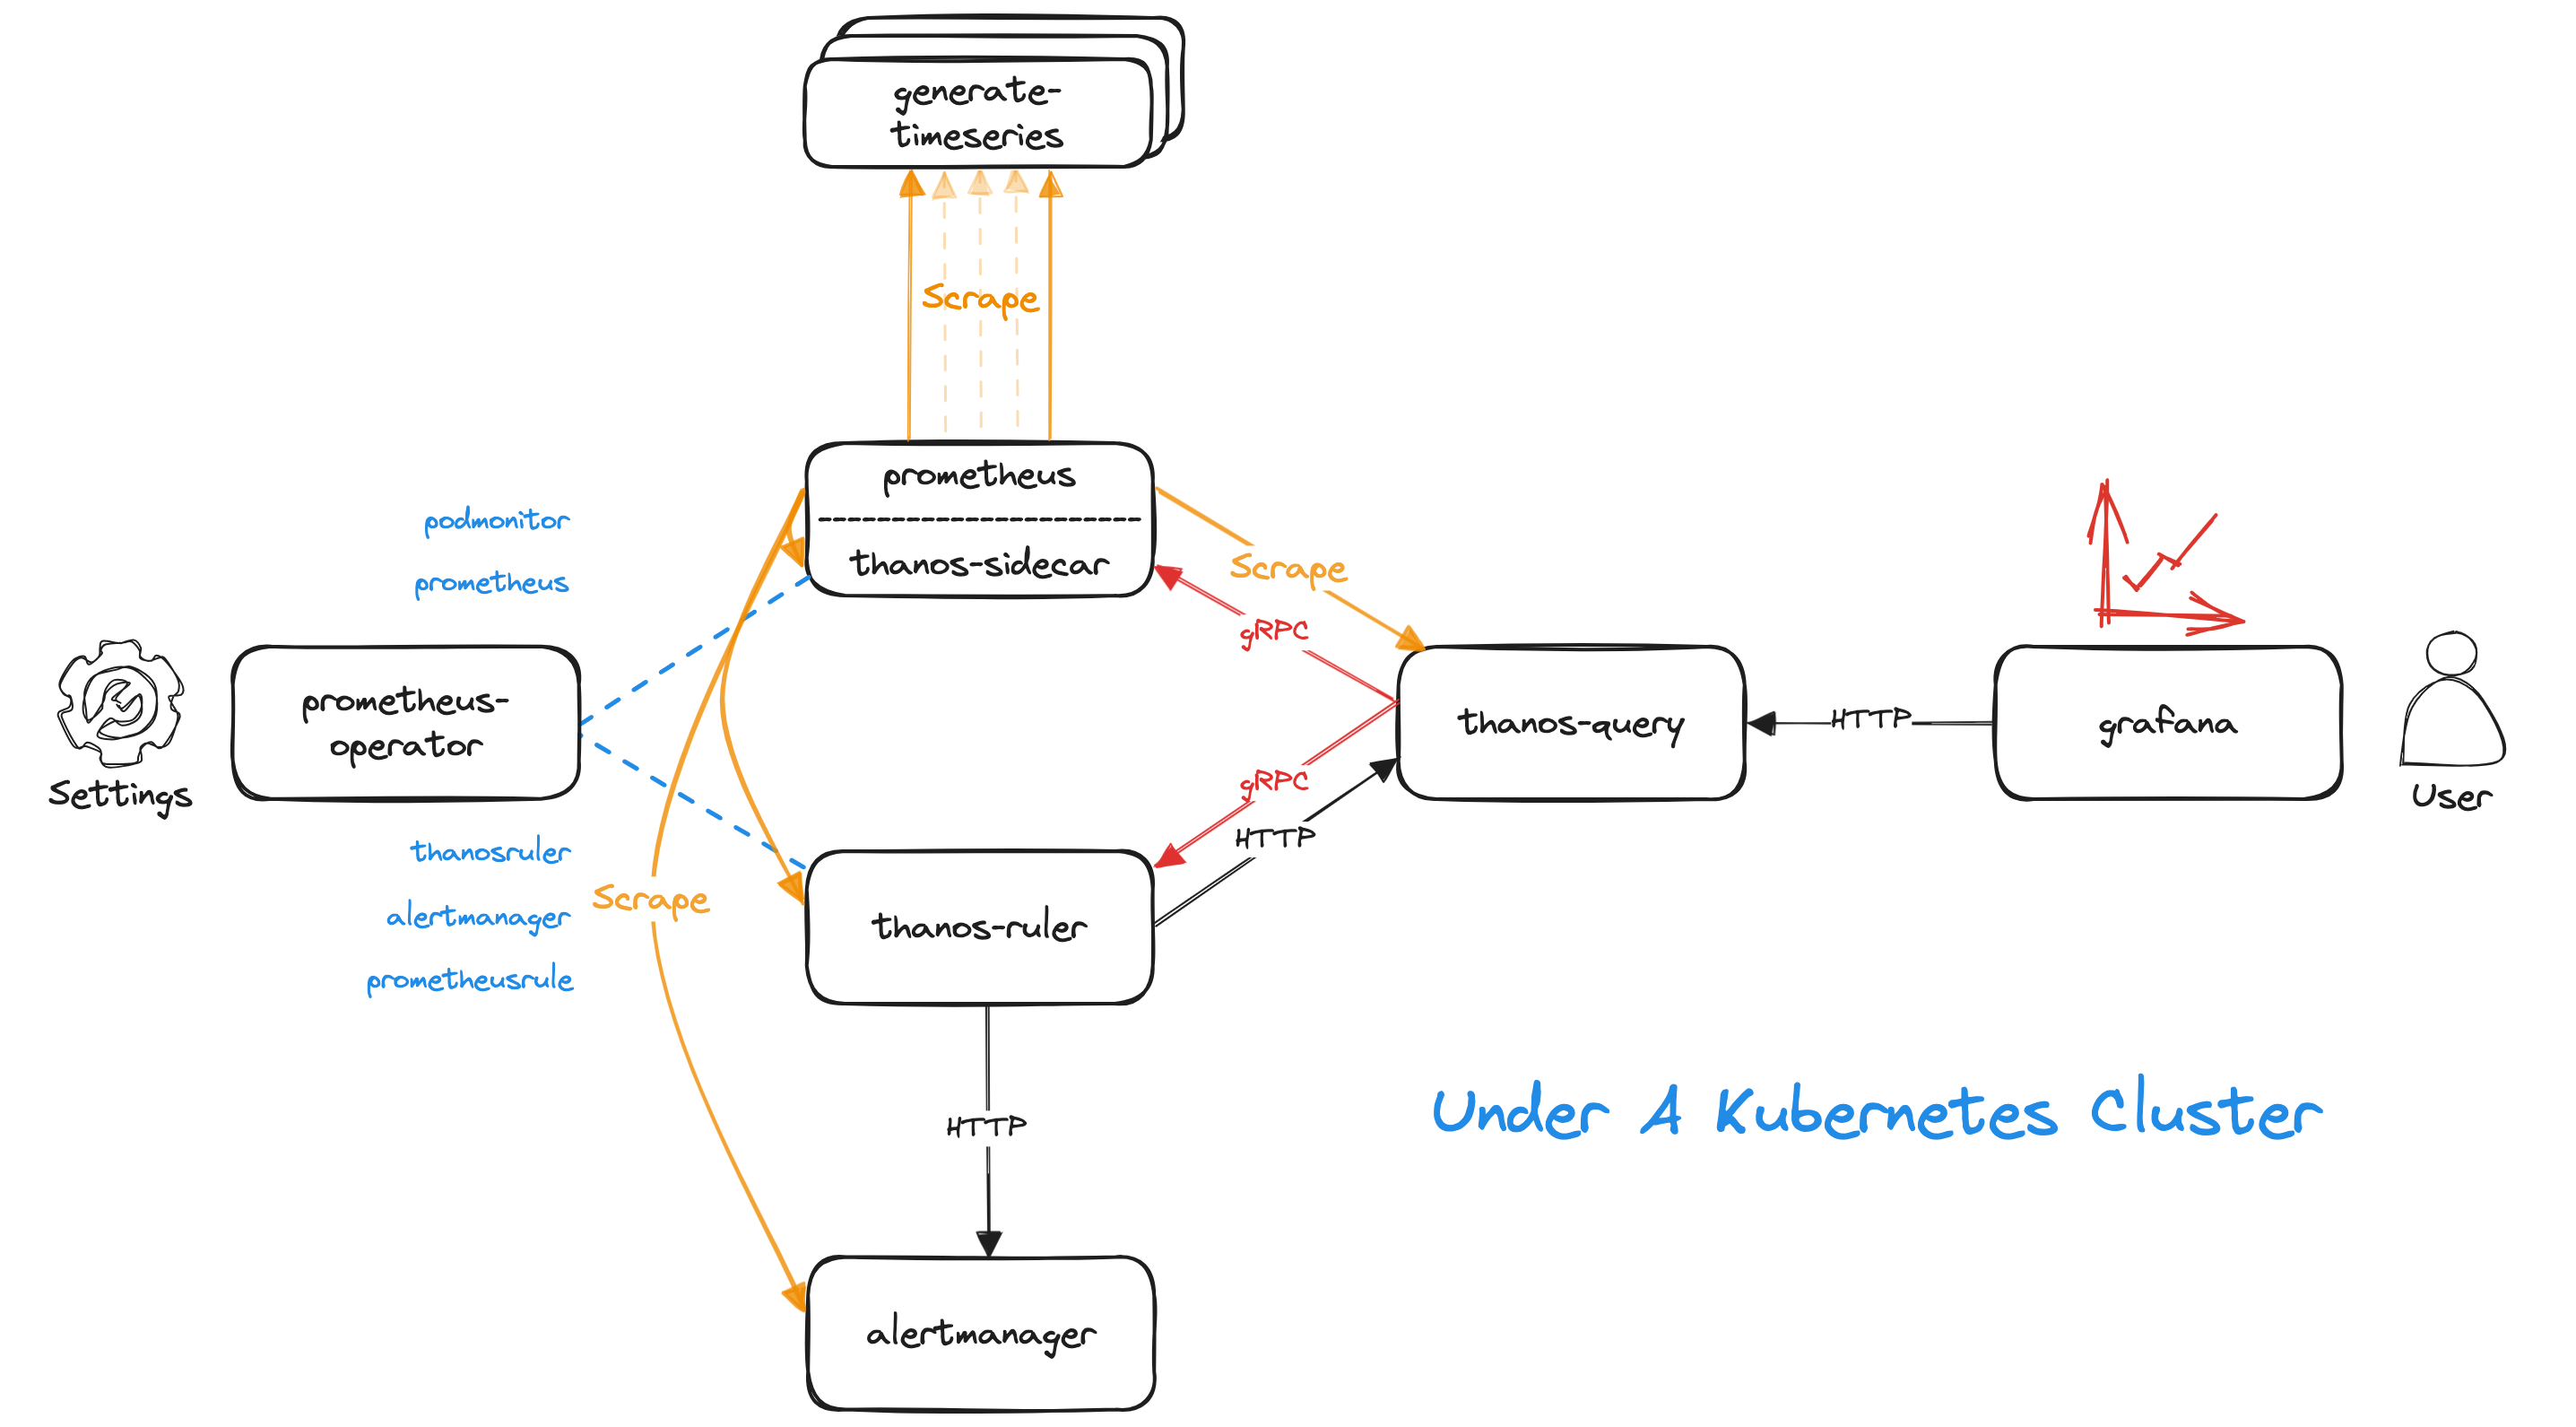 generate-
timeseries
Scrape
prometheus
thanos-sidecar
podmonitor
prometheus
Scrape
gRPC
Settings
prometheus-
operator
thanos-query
HTTP
grafana
User
gRPC
HTTP
thanosruler
alertmanager
prometheusrule
Scrape
thanos-ruler
HTTP
Under A Kubernetes Cluster
alertmanager